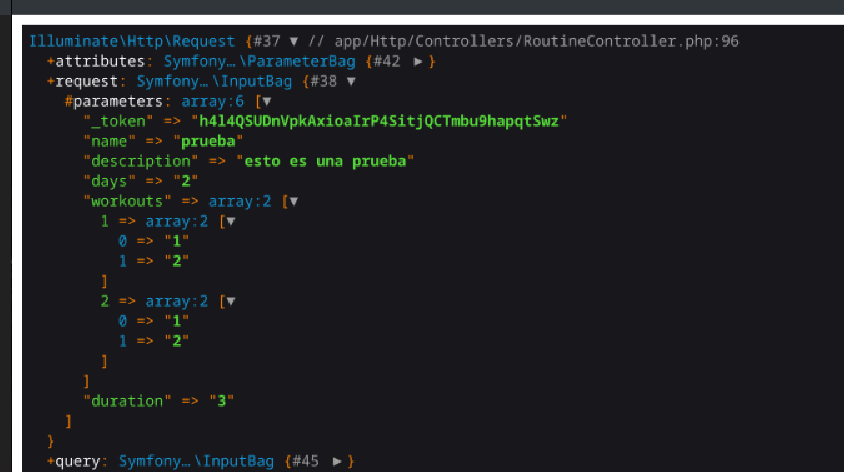 Illuminate\Http\Request {#37 ▼ // app/Http/Controllers/RoutineController.php:96
+attributes: Symfony…\ParameterBag {#42 ▶}
+request: Symfony…\InputBag {#38 ▼
#parameters: array:6 [▼
"_token" => "h4l4QSUDnVpkAxioaIrP4SitjQCTmbu9hapqtSwz"
"name" => "prueba"
"description" => "esto es una prueba"
"days" => "2"
"workouts" => array:2 [▼
1 => array:2 [▼
0 => "1"
1 => "2"
]
2 => array:2 [▼
0 => "1"
1 => "2"
]
]
"duration" => "3"
]
}
+query: Symfony…\InputBag {#45 ▶}